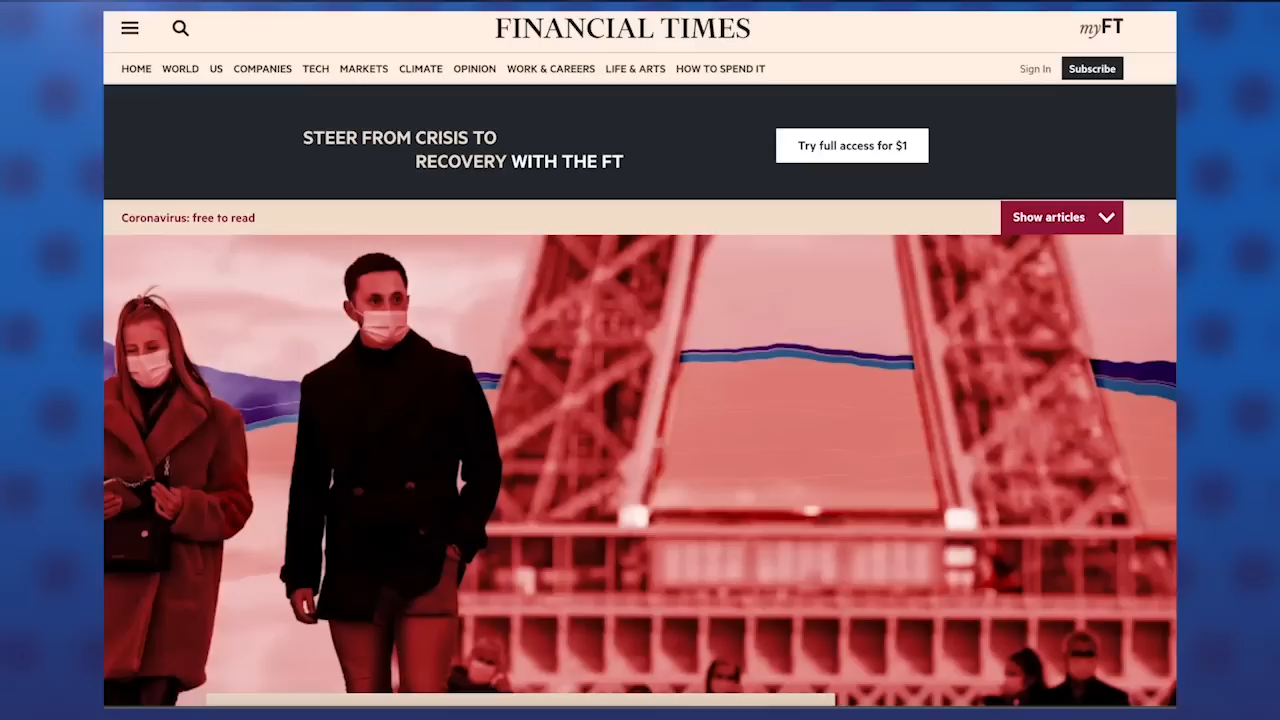 FINANCIAL TIMES
myFT
HOME WORLD US COMPANIES TECH MARKETS CLIMATE OPINION WORK & CAREERS LIFE & ARTS HOW TO SPEND IT
Sign In Subscribe
STEER FROM CRISIS TO
RECOVERY WITH THE FT
Try full access for $1
Coronavirus: free to read
Show articles